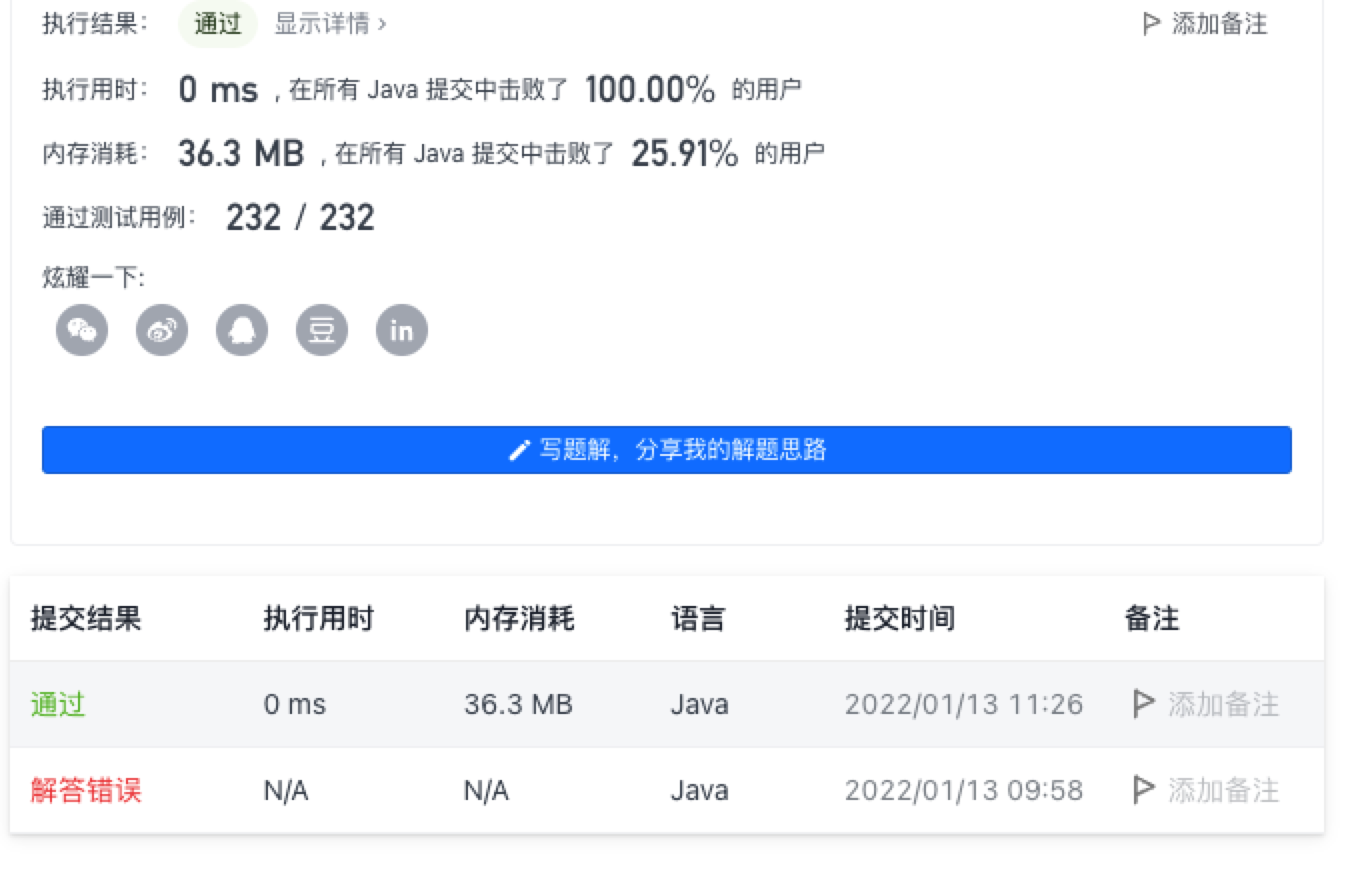 执行结果： 通过 显示详情 › 添加备注
执行用时： 0 ms , 在所有 Java 提交中击败了 100.00% 的用户
内存消耗： 36.3 MB , 在所有 Java 提交中击败了 25.91% 的用户
通过测试用例： 232 / 232
炫耀一下:
豆 in
写题解，分享我的解题思路
提交结果 执行用时 内存消耗 语言 提交时间 备注
通过 0 ms 36.3 MB Java 2022/01/13 11:26 添加备注
解答错误 N/A N/A Java 2022/01/13 09:58 添加备注